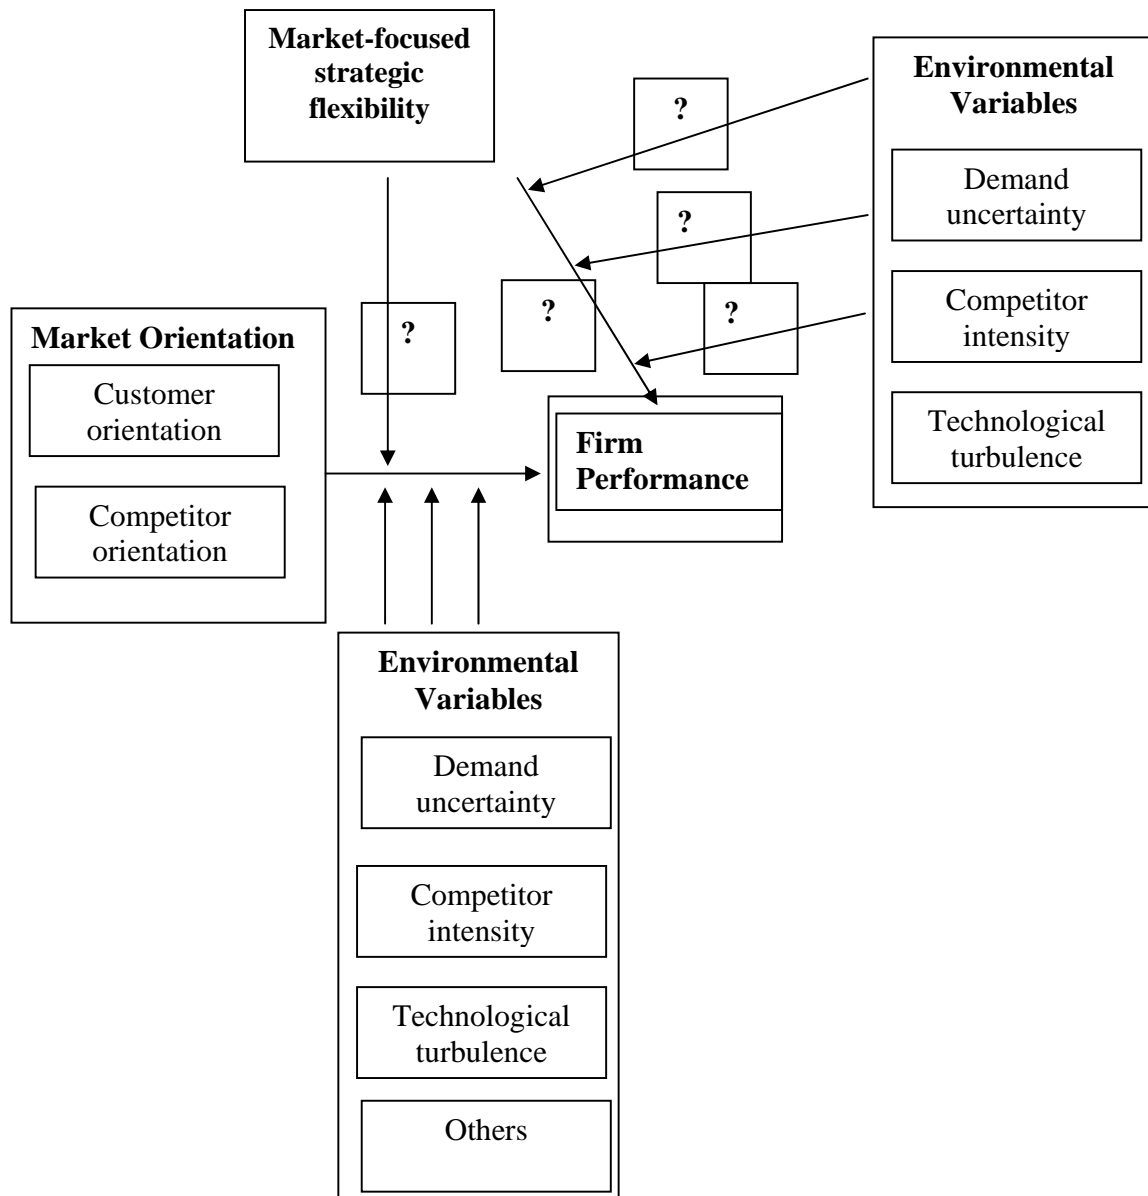 Market-focused
strategic
flexibility
Environmental
Variables
Demand
uncertainty
Competitor
intensity
Technological
turbulence
?
?
?
?
?
Market Orientation
Customer
orientation
Competitor
orientation
Firm
Performance
Environmental
Variables
Demand
uncertainty
Competitor
intensity
Technological
turbulence
Others